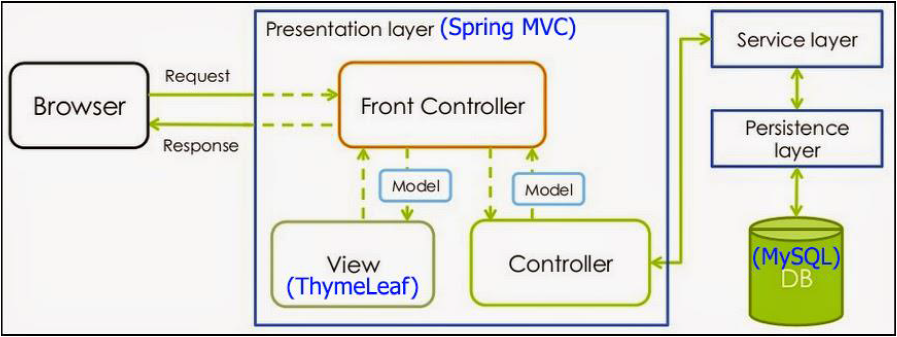 Presentation layer (Spring MVC)
Service layer
Request
Browser
Front Controller
Response
Persistence
layer
Model
Model
View
(ThymeLeaf)
Controller
(MySQL)
DB